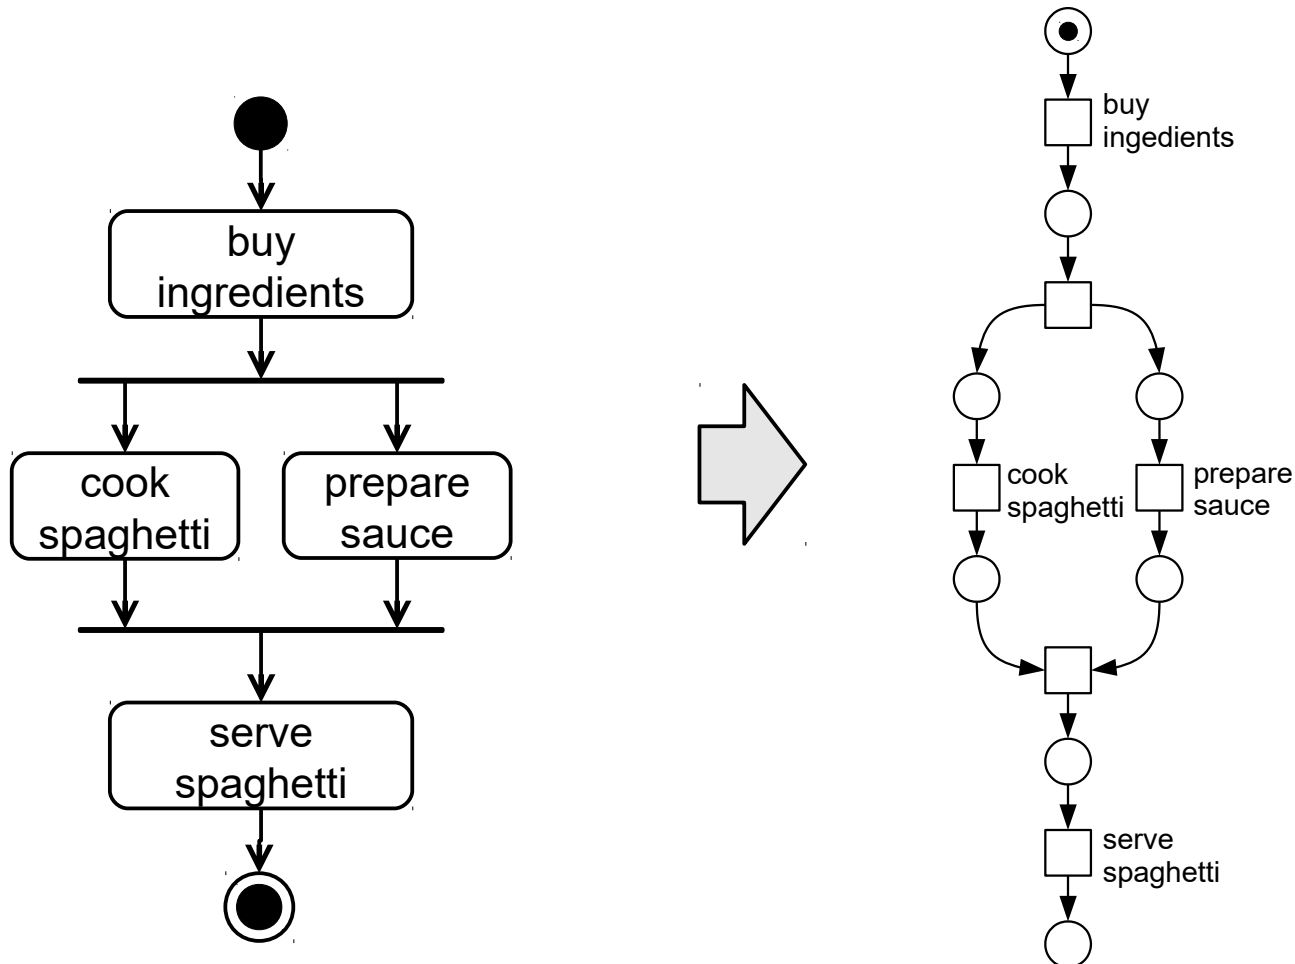 buy
ingredients
cook
spaghetti
prepare
sauce
serve
spaghetti
buy
ingedients
cook
spaghetti
prepare
sauce
serve
spaghetti